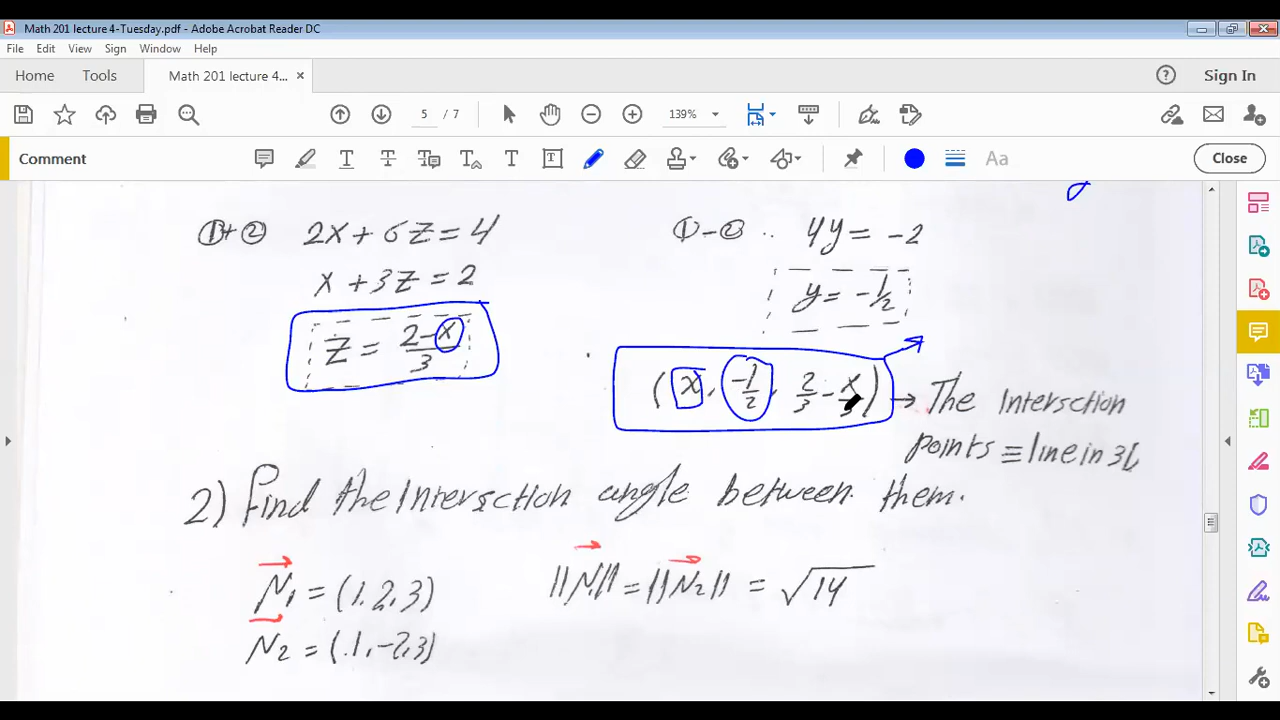 Math 201 lecture 4-Tuesday.pdf - Adobe Acrobat Reader DC
File Edit View Sign Window Help
Home Tools Math 201 lecture 4... × Sign In
5 / 7 139%
Comment Aa Close
①+② 2x + 6z = 4
①-② .. 4y = -2
x + 3z = 2
y = -1/2
z = (2-x)/3
(x, -1/2, 2/3 - x/3) → The Intersction
points ≡ line in 3D
2) Find the Intersction angle between them.
N₁ = (1,2,3) ||N₁|| = ||N₂|| = √14
N₂ = (1,-2,3)